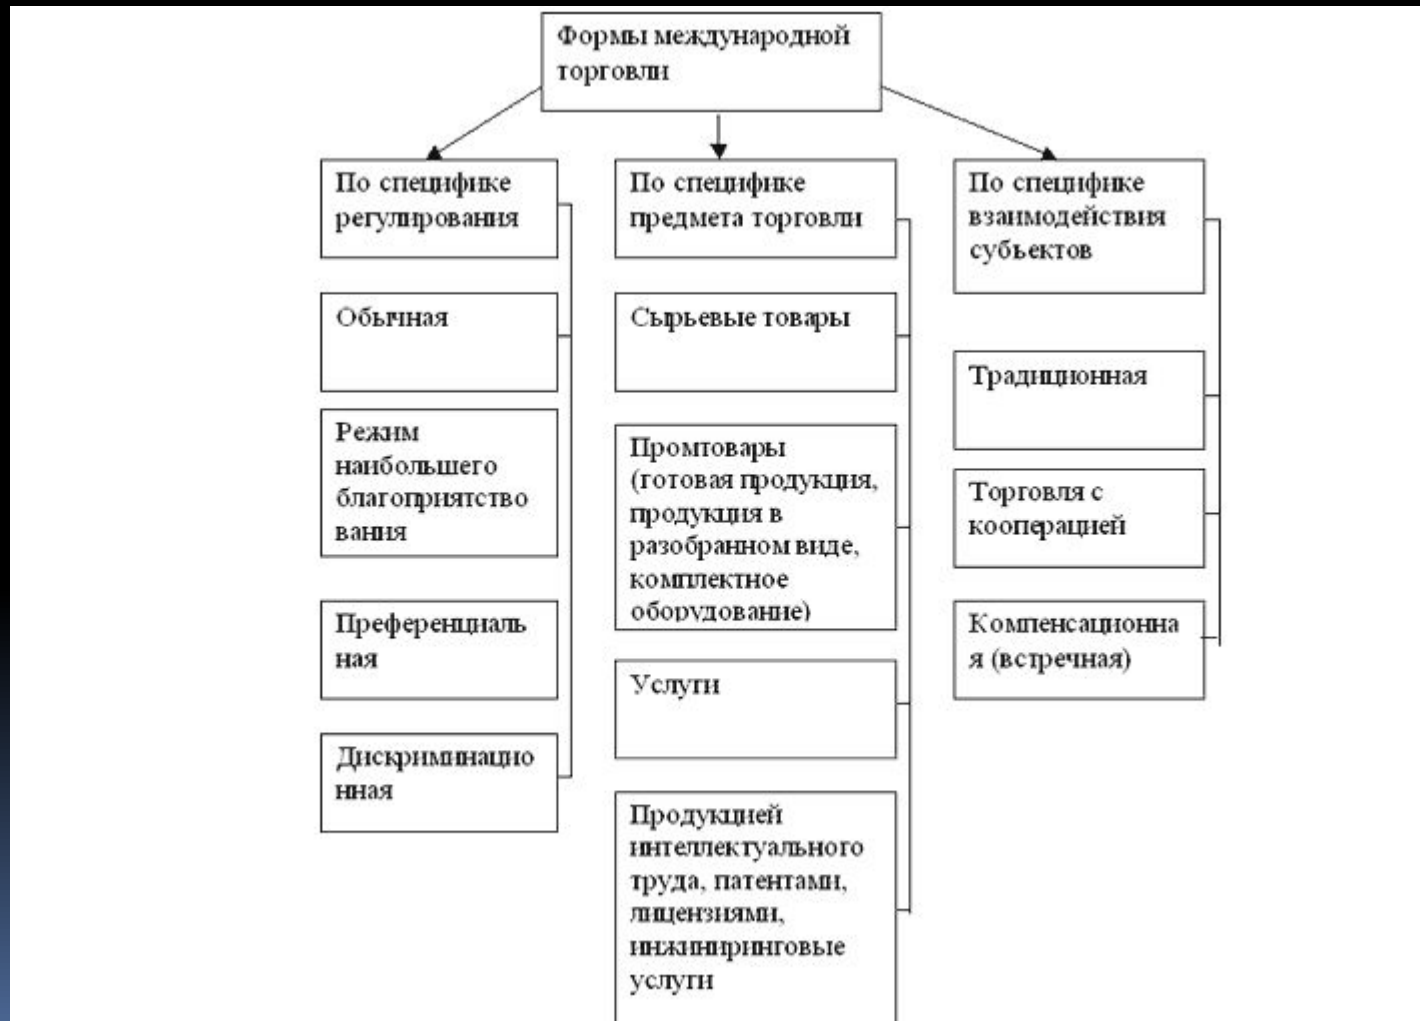 Формы международной
торговли
По специфике
регулирования
Обычная
Режим
наибольшего
благоприятство
вания
Преференциаль
ная
Дискриминацио
нная
По специфике
предмета торговли
Сырьевые товары
Промтовары
(готовая продукция,
продукция в
разобранном виде,
комплектное
оборудование)
Услуги
Продукцией
интеллектуального
труда, патентами,
лицензиями,
инжиниринговые
услуги
По специфике
взаимодействия
субъектов
Традиционная
Торговля с
кооперацией
Компенсационна
я (встречная)